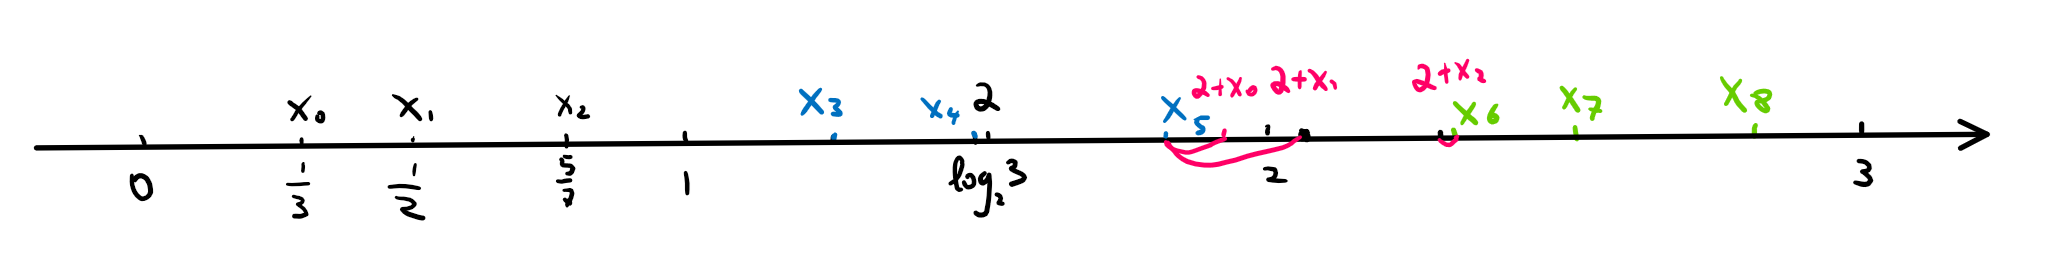 x₀ x₁ x₂ x₃ x₄ 2 x₅ 2+x₀ 2+x₁ 2+x₂ x₆ x₇ x₈
0 1/3 1/2 5/7 1 log₂3 2 3